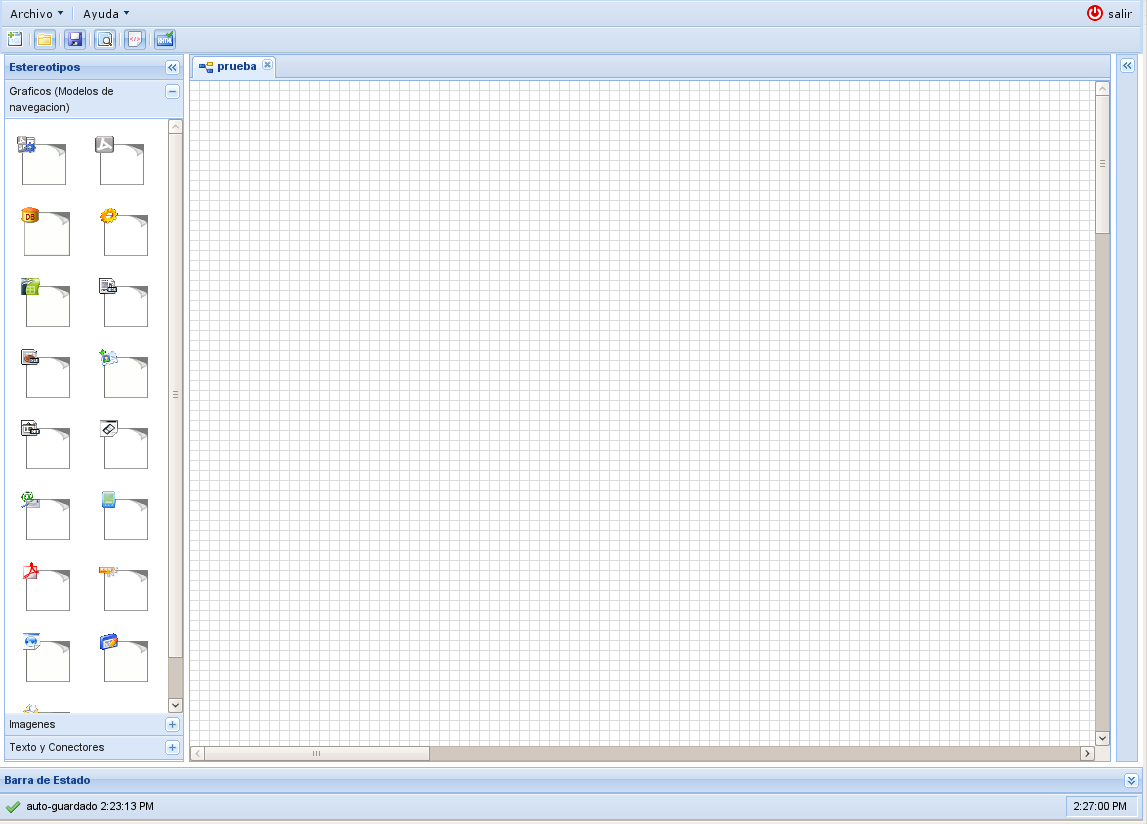 Archivo Ayuda salir
Estereotipos
prueba
Graficos (Modelos de
navegacion)
DB
Imagenes
Texto y Conectores
Barra de Estado
auto-guardado 2:23:13 PM
2:27:00 PM